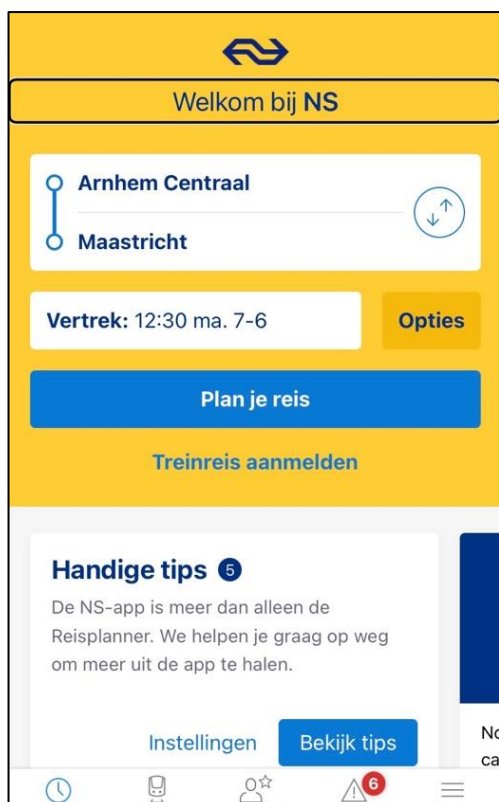 Welkom bij NS
Arnhem Centraal
Maastricht
Vertrek: 12:30 ma. 7-6
Opties
Plan je reis
Treinreis aanmelden
Handige tips 5
De NS-app is meer dan alleen de
Reisplanner. We helpen je graag op weg
om meer uit de app te halen.
Instellingen
Bekijk tips
6